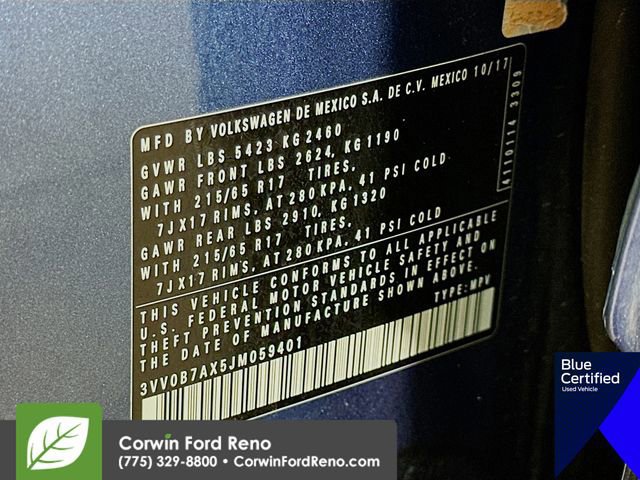 MFD BY VOLKSWAGEN DE MEXICO S.A. DE C.V. MEXICO 10/17
GVWR LBS 5423 KG 2460
GAWR FRONT LBS 2624, KG 1190
WITH 215/65 R17 TIRES,
7JX17 RIMS, AT 280 KPA, 41 PSI COLD
GAWR REAR LBS 2910, KG 1320
WITH 215/65 R17 TIRES,
7JX17 RIMS, AT 280 KPA, 41 PSI COLD
41110114 3309
THIS VEHICLE CONFORMS TO ALL APPLICABLE
U.S. FEDERAL MOTOR VEHICLE SAFETY AND
THEFT PREVENTION STANDARDS IN EFFECT ON
THE DATE OF MANUFACTURE SHOWN ABOVE.
3VV0B7AX5JM059401 TYPE: MPV
Blue
Certified
Used Vehicle
Corwin Ford Reno
(775) 329-8800 • CorwinFordReno.com